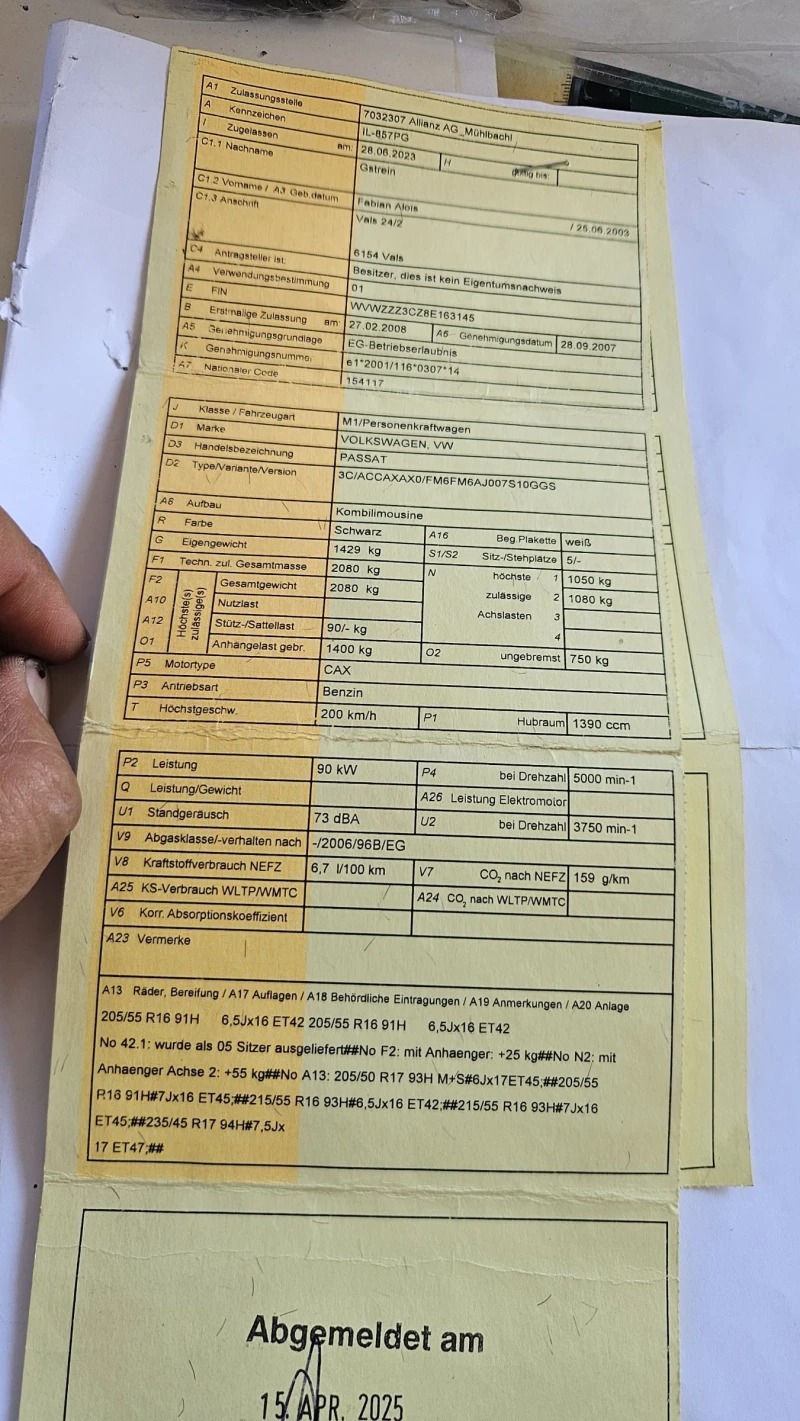 A1 Zulassungsstelle 7032307 Allianz AG_Mühlbachl
A Kennzeichen IL-857PG
I Zugelassen am: 28.06.2023 H gültig bis:
C1.1 Nachname Gstrein
C1.2 Vorname / A3 Geb.datum Fabian Alois / 25.06.2003
C1.3 Anschrift Vals 24/2
6154 Vals
C4 Antragsteller ist: Besitzer, dies ist kein Eigentumsnachweis
A4 Verwendungsbestimmung 01
E FIN WVWZZZ3CZ8E163145
B Erstmalige Zulassung am: 27.02.2008 A6 Genehmigungsdatum 28.09.2007
A5 Genehmigungsgrundlage EG-Betriebserlaubnis
K Genehmigungsnummer e1*2001/116*0307*14
A7 Nationaler Code 154117
J Klasse / Fahrzeugart M1/Personenkraftwagen
D1 Marke VOLKSWAGEN, VW
D3 Handelsbezeichnung PASSAT
D2 Type/Variante/Version 3C/ACCAXAX0/FM6FM6AJ007S10GGS
A8 Aufbau Kombilimousine
R Farbe Schwarz A16 Beg.Plakette weiß
G Eigengewicht 1429 kg S1/S2 Sitz-/Stehplätze 5/-
F1 Techn. zul. Gesamtmasse 2080 kg N höchste 1 1050 kg
F2 Höchste(s) zulässige(s) Gesamtgewicht 2080 kg zulässige 2 1080 kg
A10 Nutzlast Achslasten 3
A12 Stütz-/Sattellast 90/- kg 4
O1 Anhängelast gebr. 1400 kg O2 ungebremst 750 kg
P5 Motortype CAX
P3 Antriebsart Benzin
T Höchstgeschw. 200 km/h P1 Hubraum 1390 ccm
P2 Leistung 90 kW P4 bei Drehzahl 5000 min-1
Q Leistung/Gewicht A26 Leistung Elektromotor
U1 Standgeräusch 73 dBA U2 bei Drehzahl 3750 min-1
V9 Abgasklasse/-verhalten nach -/2006/96B/EG
V8 Kraftstoffverbrauch NEFZ 6,7 l/100 km V7 CO₂ nach NEFZ 159 g/km
A25 KS-Verbrauch WLTP/WMTC A24 CO₂ nach WLTP/WMTC
V6 Korr. Absorptionskoeffizient
A23 Vermerke
A13 Räder, Bereifung / A17 Auflagen / A18 Behördliche Eintragungen / A19 Anmerkungen / A20 Anlage
205/55 R16 91H 6,5Jx16 ET42 205/55 R16 91H 6,5Jx16 ET42
No 42.1: wurde als 05 Sitzer ausgeliefert##No F2: mit Anhaenger: +25 kg##No N2: mit
Anhaenger Achse 2: +55 kg##No A13: 205/50 R17 93H M+S#6Jx17ET45;##205/55
R16 91H#7Jx16 ET45;##215/55 R16 93H#6,5Jx16 ET42;##215/55 R16 93H#7Jx16
ET45;##235/45 R17 94H#7,5Jx
17 ET47;##
Abgemeldet am
15. APR. 2025